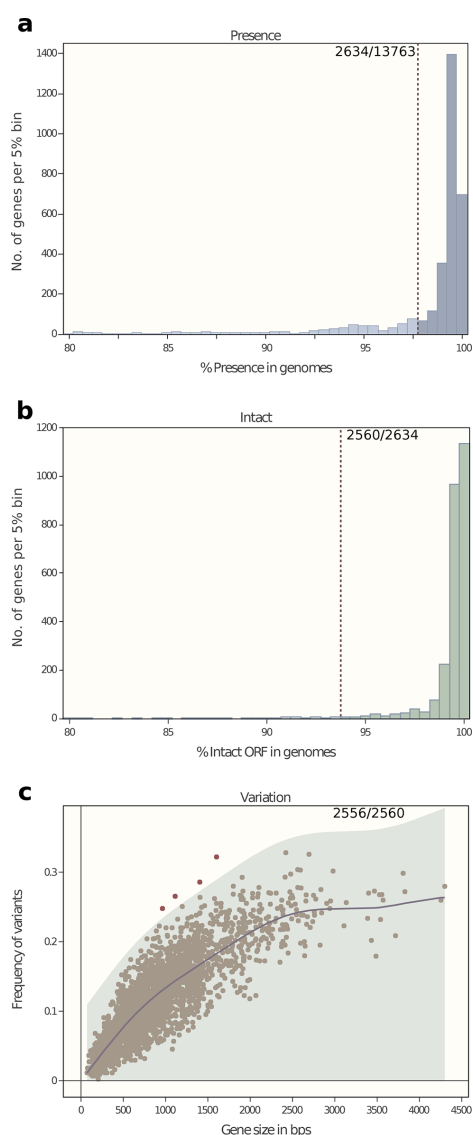 a
Presence
2634/13763
No. of genes per 5% bin
1400
1200
1000
800
600
400
200
0
80 85 90 95 100
% Presence in genomes
b
Intact
2560/2634
No. of genes per 5% bin
1200
1000
800
600
400
200
0
80 85 90 95 100
% Intact ORF in genomes
c
Variation
2556/2560
Frequency of variants
0.3
0.2
0.1
0
0 500 1000 1500 2000 2500 3000 3500 4000 4500
Gene size in bps